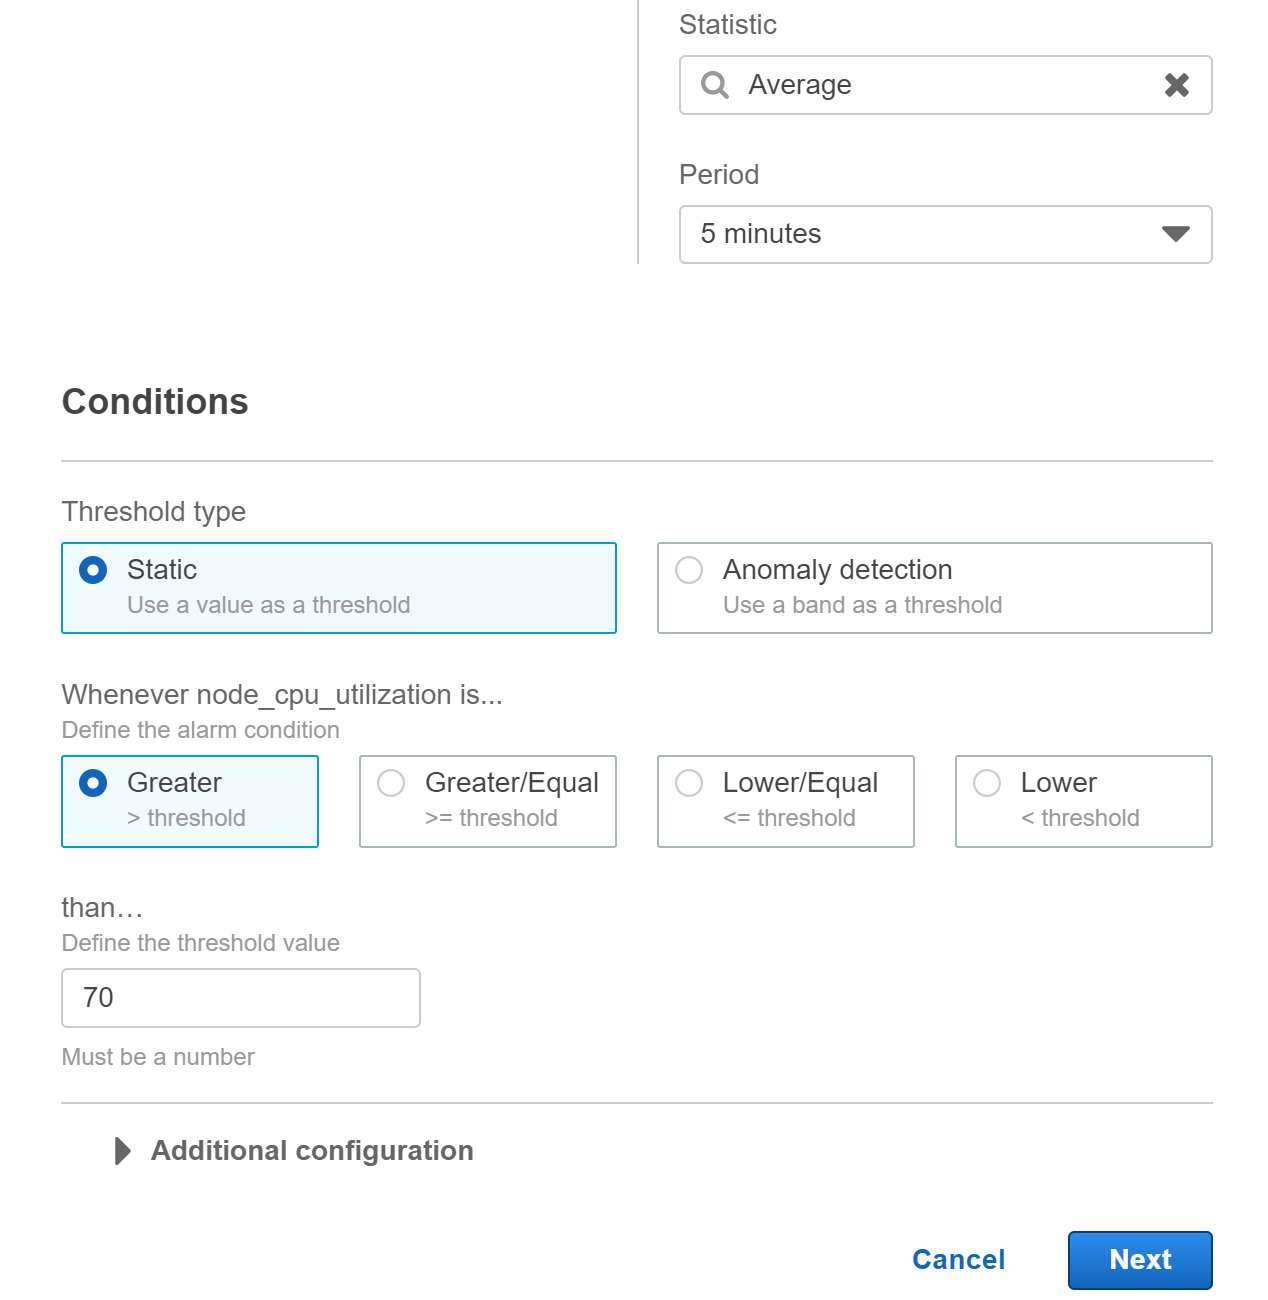 Statistic
Average
Period
5 minutes
Conditions
Threshold type
Static
Use a value as a threshold
Anomaly detection
Use a band as a threshold
Whenever node_cpu_utilization is...
Define the alarm condition
Greater
> threshold
Greater/Equal
>= threshold
Lower/Equal
<= threshold
Lower
< threshold
than...
Define the threshold value
70
Must be a number
Additional configuration
Cancel
Next